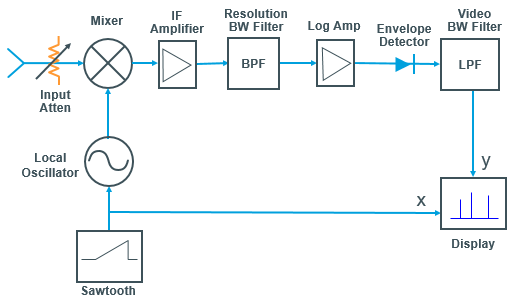 Mixer
IF
Amplifier
Resolution
BW Filter
Log Amp
Envelope
Detector
Video
BW Filter
BPF
LPF
Input
Atten
Local
Oscillator
y
x
Display
Sawtooth